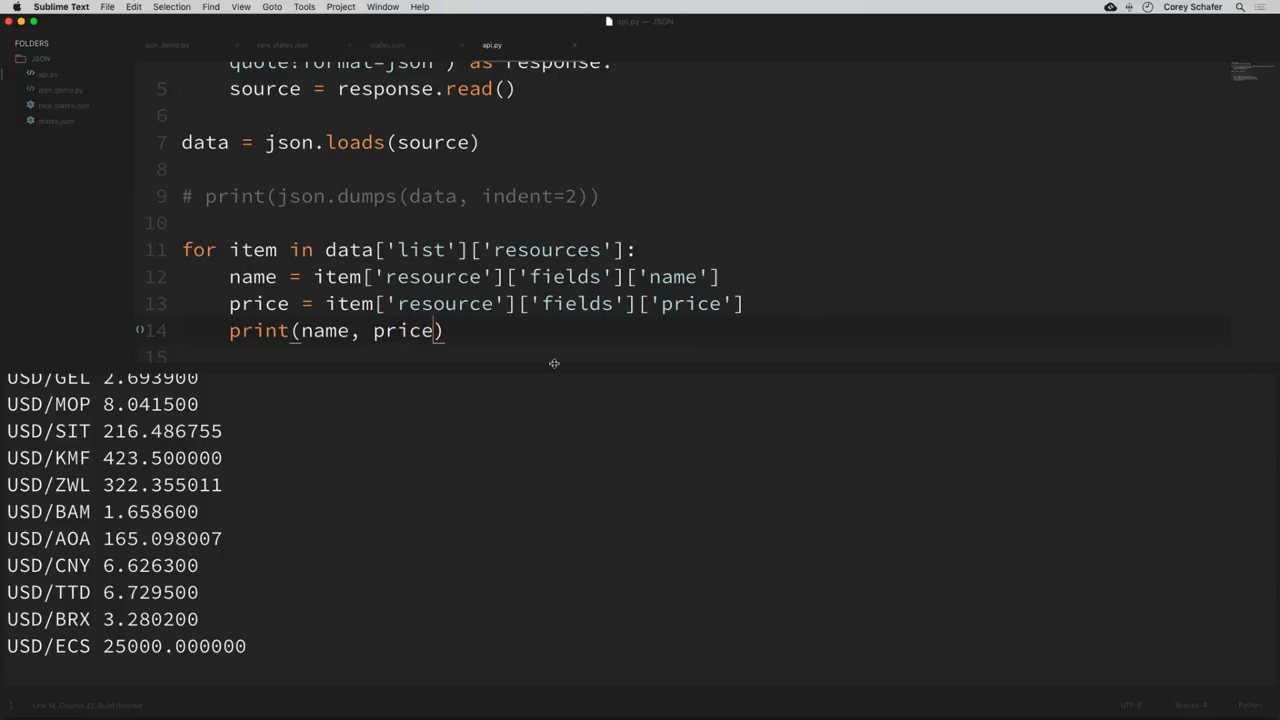 Sublime Text File Edit Selection Find View Goto Tools Project Window Help Corey Schafer
api.py — JSON
FOLDERS
JSON
api.py
json_demo.py
new_states.json
states.json
json_demo.py new_states.json states.json api.py
quote?format=json") as response:
5 source = response.read()
6
7 data = json.loads(source)
8
9 # print(json.dumps(data, indent=2))
10
11 for item in data['list']['resources']:
12 name = item['resource']['fields']['name']
13 price = item['resource']['fields']['price']
14 print(name, price)
15
USD/GEL 2.693900
USD/MOP 8.041500
USD/SIT 216.486755
USD/KMF 423.500000
USD/ZWL 322.355011
USD/BAM 1.658600
USD/AOA 165.098007
USD/CNY 6.626300
USD/TTD 6.729500
USD/BRX 3.280200
USD/ECS 25000.000000
Line 14, Column 22; Build finished UTF-8 Spaces: 4 Python